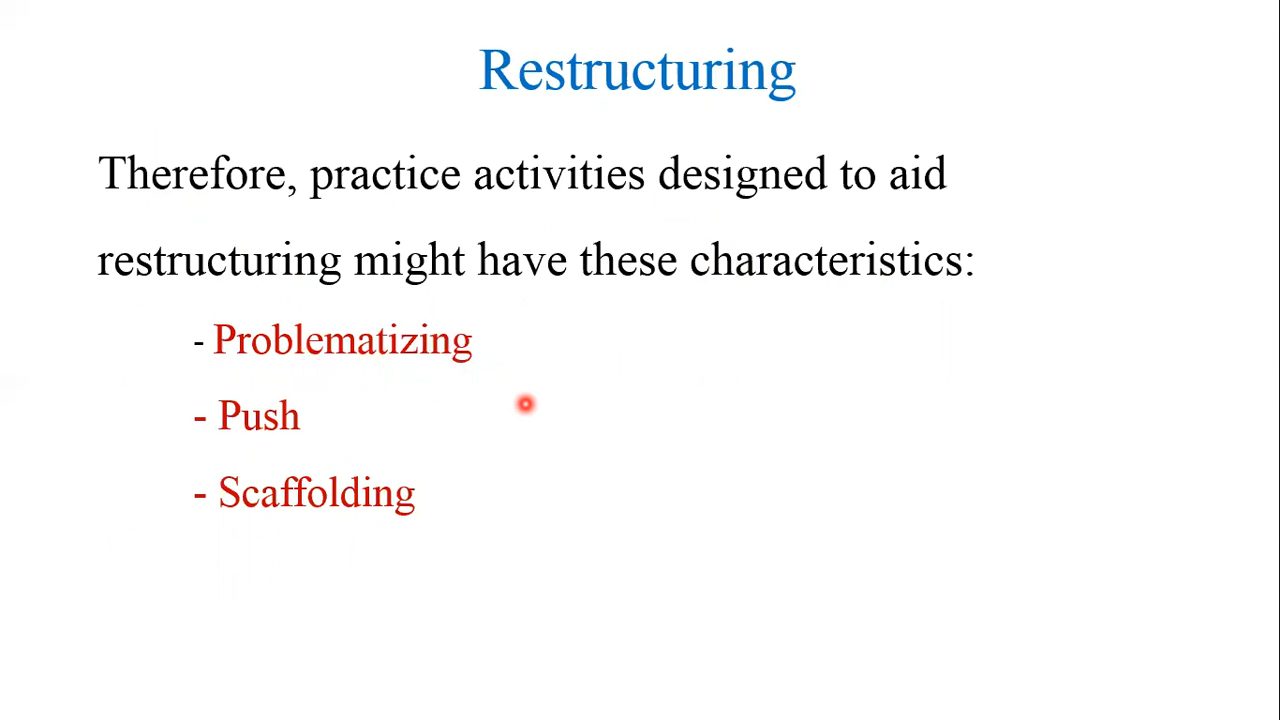 Restructuring
Therefore, practice activities designed to aid
restructuring might have these characteristics:
- Problematizing
- Push
- Scaffolding